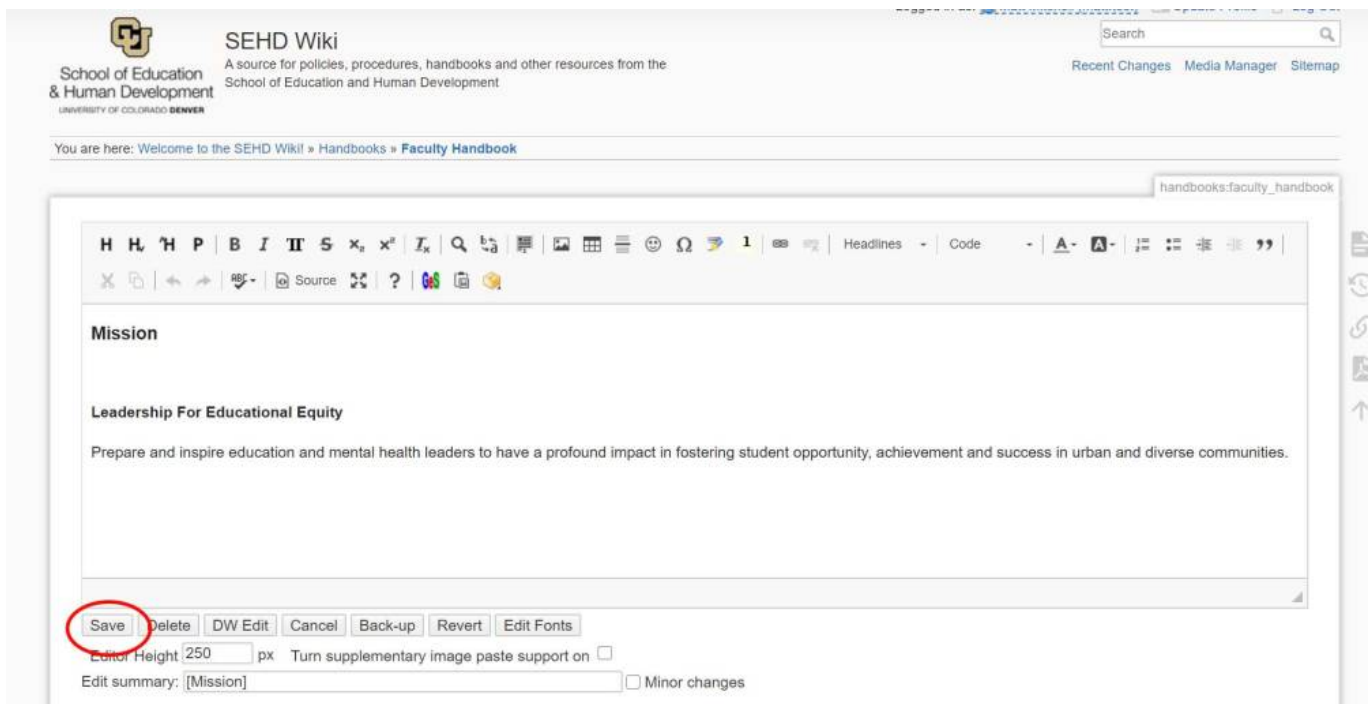 SEHD Wiki
A source for policies, procedures, handbooks and other resources from the
School of Education and Human Development
School of Education
& Human Development
UNIVERSITY OF COLORADO DENVER
Search
Recent Changes Media Manager Sitemap
You are here: Welcome to the SEHD Wiki! » Handbooks » Faculty Handbook
handbooks:faculty_handbook
Headlines Code
Source
Mission
Leadership For Educational Equity
Prepare and inspire education and mental health leaders to have a profound impact in fostering student opportunity, achievement and success in urban and diverse communities.
Save Delete DW Edit Cancel Back-up Revert Edit Fonts
Editor Height 250 px Turn supplementary image paste support on
Edit summary: [Mission] Minor changes